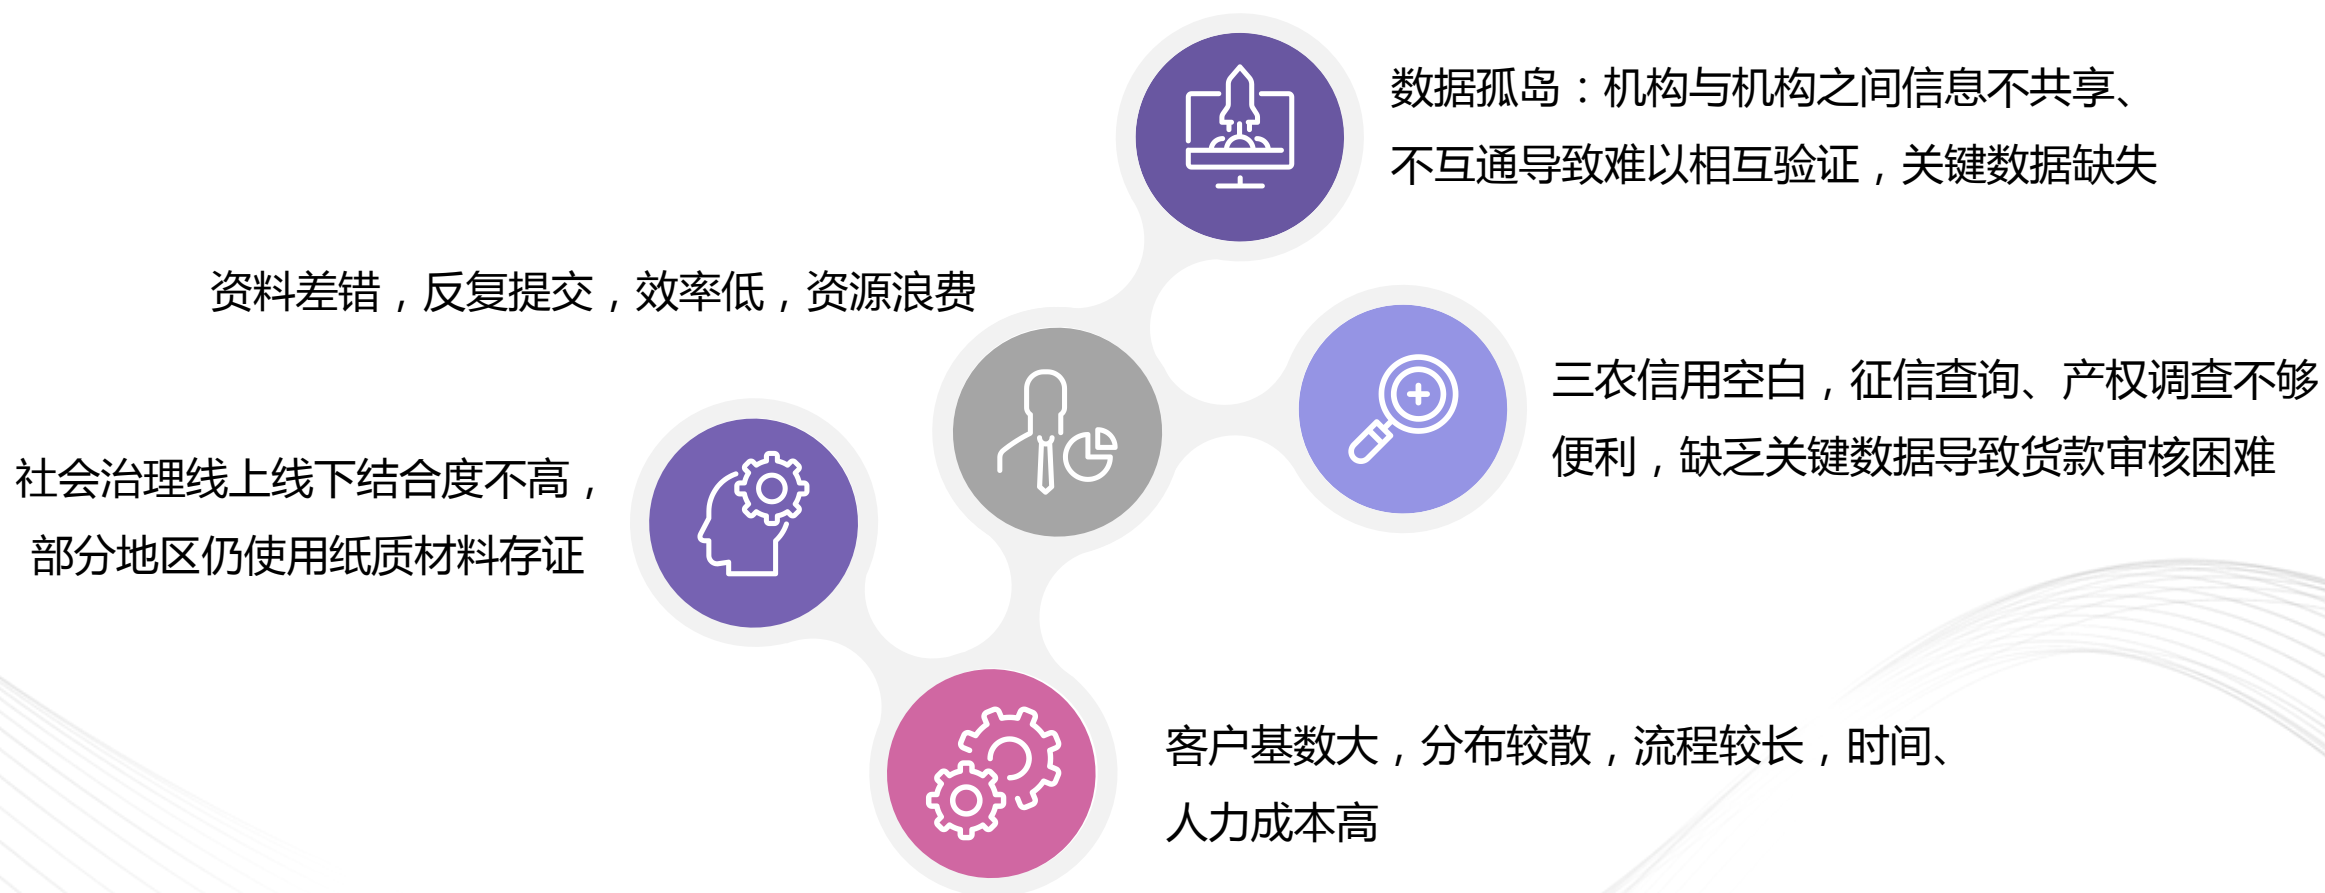 数据孤岛：机构与机构之间信息不共享、
不互通导致难以相互验证，关键数据缺失
资料差错，反复提交，效率低，资源浪费
三农信用空白，征信查询、产权调查不够
便利，缺乏关键数据导致货款审核困难
社会治理线上线下结合度不高，
部分地区仍使用纸质材料存证
客户基数大，分布较散，流程较长，时间、
人力成本高